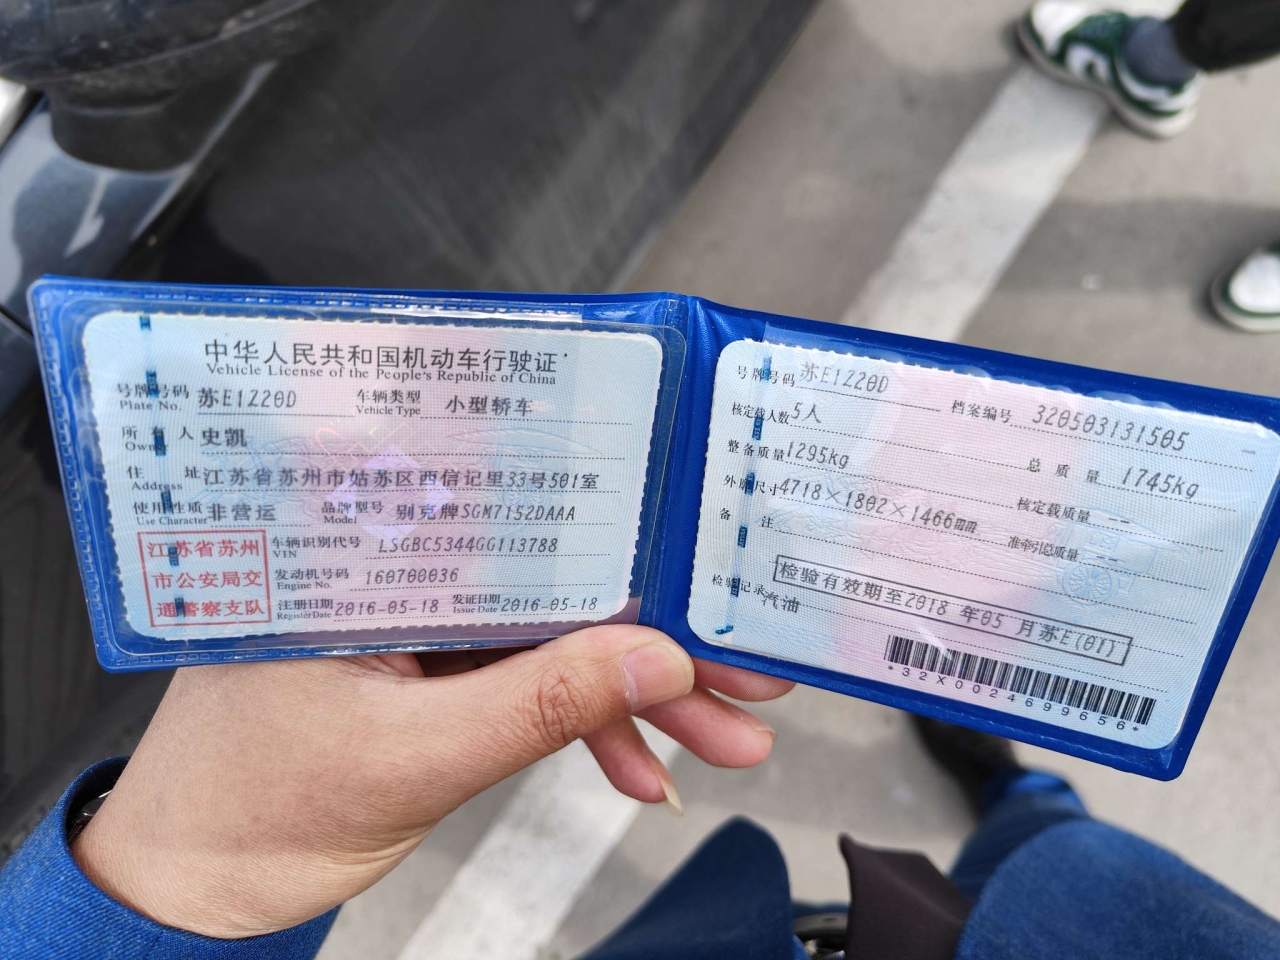 中华人民共和国机动车行驶证
Vehicle License of the People's Republic of China
号牌号码 苏E1Z20D 车辆类型 小型轿车
Plate No. Vehicle Type
所有人 史凯
Owner
住址 江苏省苏州市姑苏区西信记里33号501室
Address
使用性质 非营运 品牌型号 别克牌SGM7152DAAA
Use Character Model
江苏省苏州
市公安局交
通警察支队
车辆识别代号 LSGBC5344GG113788
VIN
发动机号码 160700036
Engine No.
注册日期 2016-05-18 发证日期 2016-05-18
Register Date Issue Date
号牌号码 苏E1Z20D 档案编号 320503131505
核定载人数 5人 总质量 1745kg
整备质量 1295kg 核定载质量 --
外廓尺寸 4718×1802×1466mm 准牵引总质量 --
备注
检验有效期至2018年05月苏E(01)
检验记录 汽油
*32X0024699656*